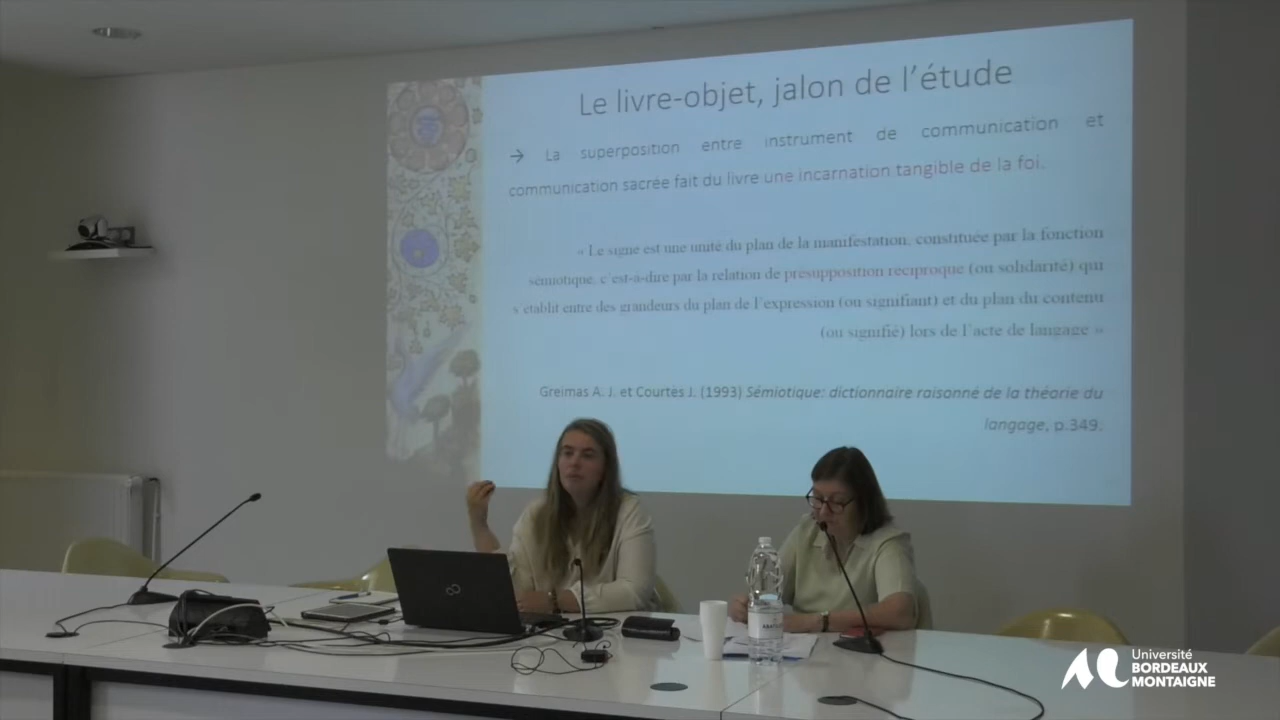 Le livre-objet, jalon de l'étude
→ La superposition entre instrument de communication et
communication sacrée fait du livre une incarnation tangible de la foi.
« Le signe est une unité du plan de la manifestation, constituée par la fonction
sémiotique, c'est-à-dire par la relation de présupposition réciproque (ou solidarité) qui
s'établit entre des grandeurs du plan de l'expression (ou signifiant) et du plan du contenu
(ou signifié) lors de l'acte de langage »
Greimas A. J. et Courtés J. (1993) Sémiotique: dictionnaire raisonné de la théorie du
langage, p.349.
Université
BORDEAUX
MONTAIGNE